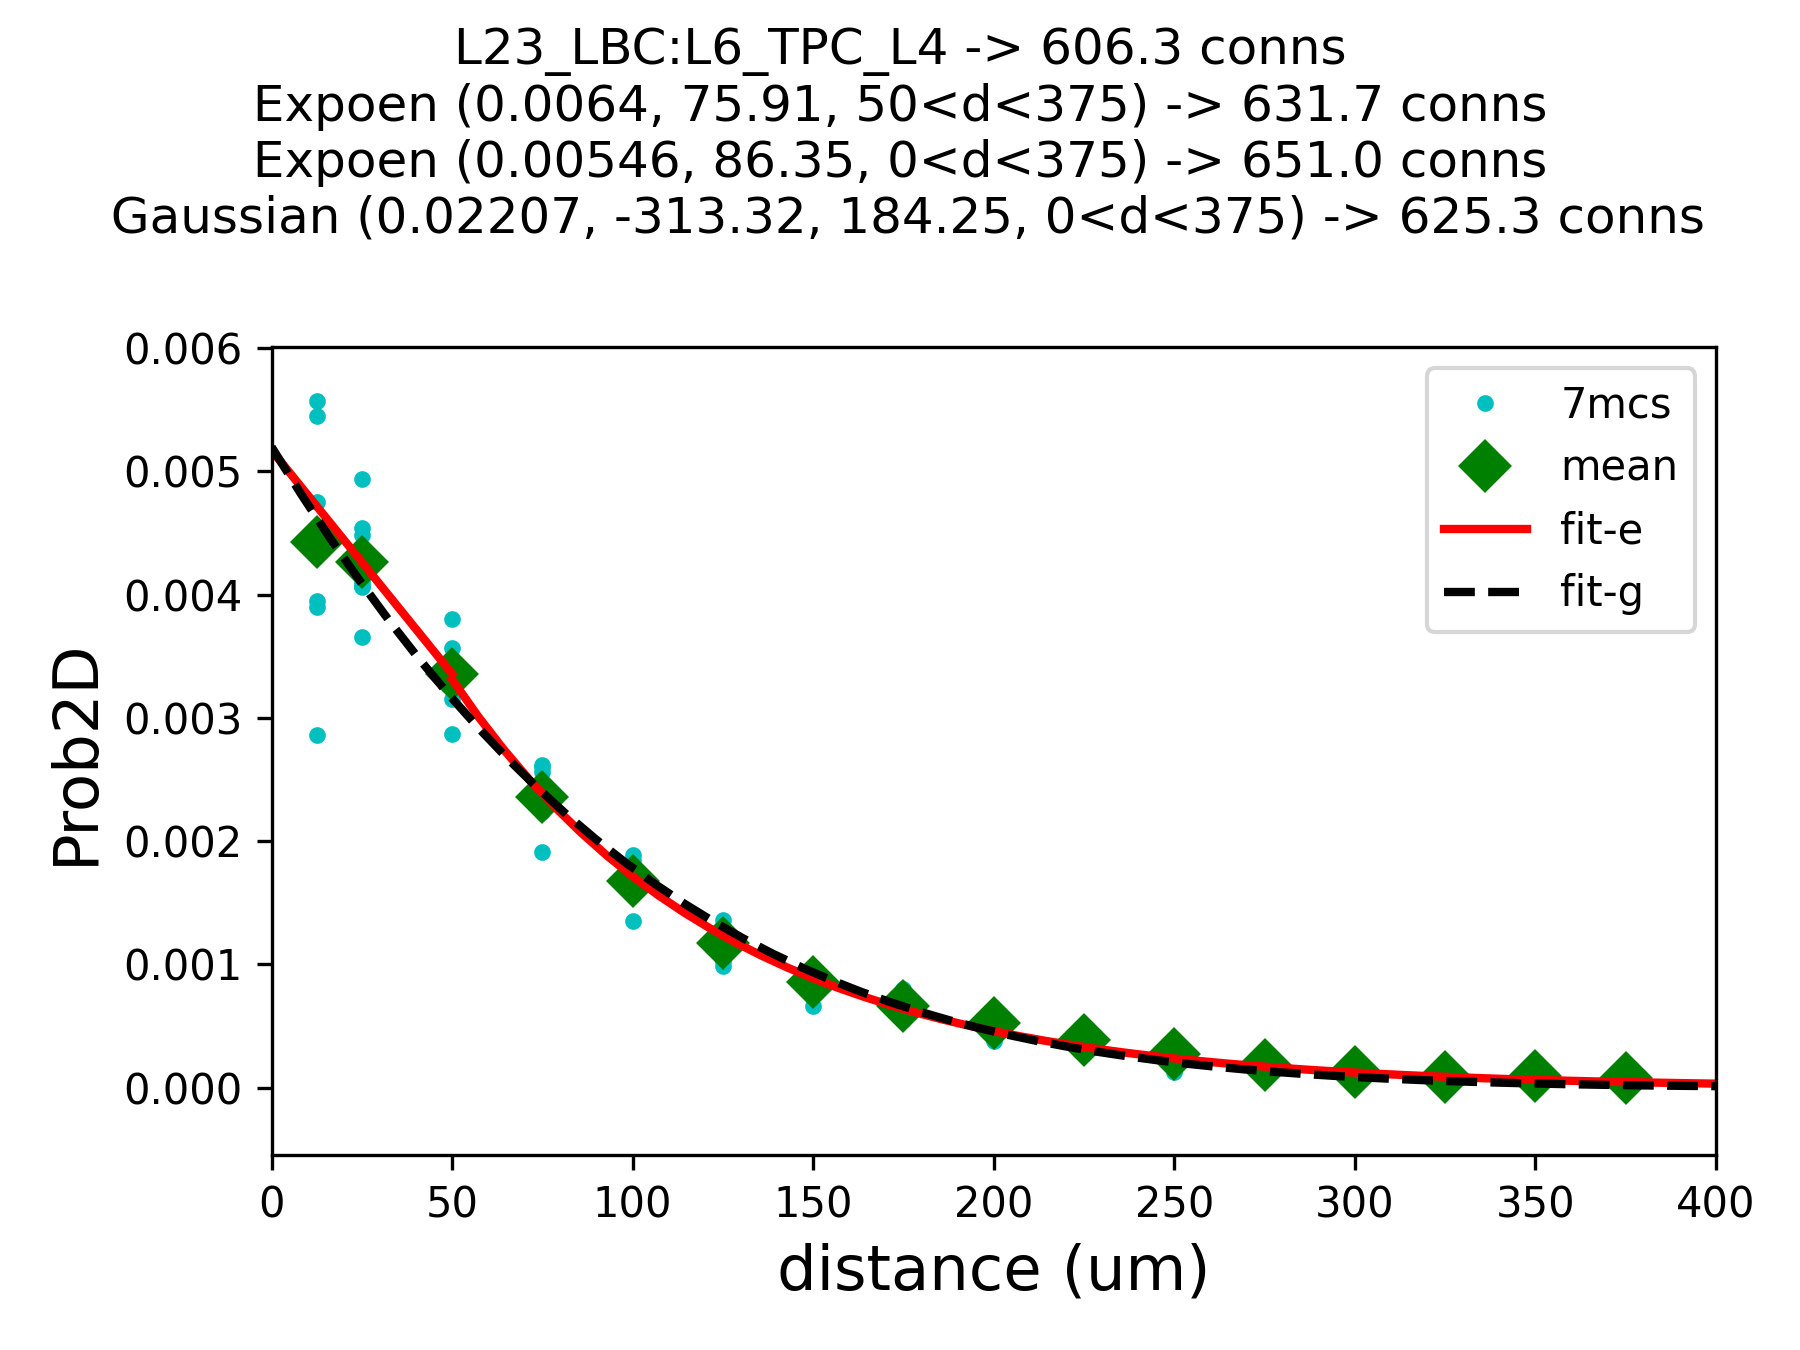 L23_LBC:L6_TPC_L4 -> 606.3 conns
Expoen (0.0064, 75.91, 50<d<375) -> 631.7 conns
Expoen (0.00546, 86.35, 0<d<375) -> 651.0 conns
Gaussian (0.02207, -313.32, 184.25, 0<d<375) -> 625.3 conns
0.006
0.005
0.004
0.003
0.002
0.001
0.000
Prob2D
7mcs
mean
fit-e
fit-g
0 50 100 150 200 250 300 350 400
distance (um)